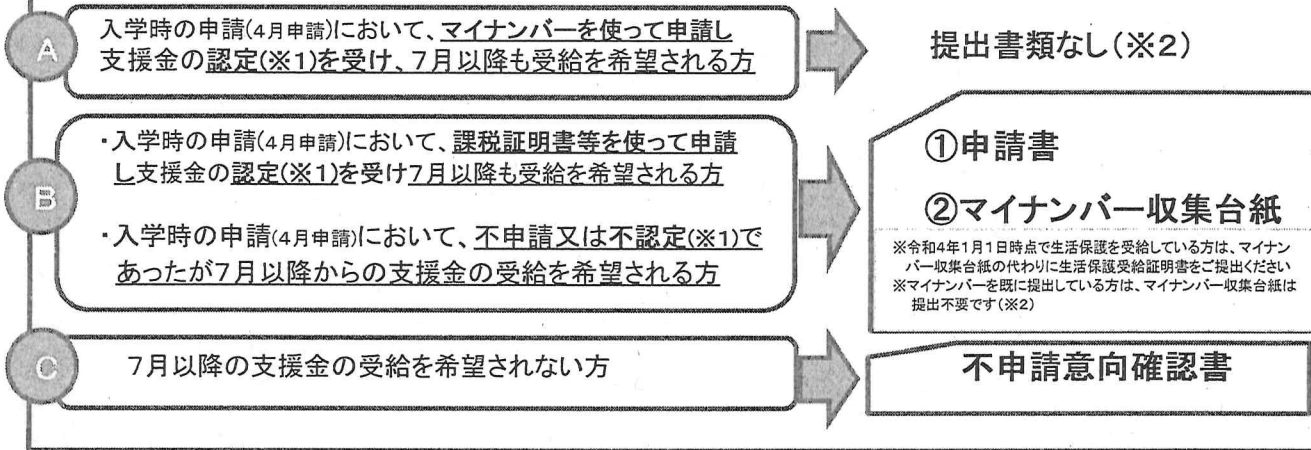 A
入学時の申請(4月申請)において、マイナンバーを使って申請し
支援金の認定(※1)を受け、7月以降も受給を希望される方
提出書類なし(※2)
B
・入学時の申請(4月申請)において、課税証明書等を使って申請
し支援金の認定(※1)を受け7月以降も受給を希望される方
・入学時の申請(4月申請)において、不申請又は不認定(※1)で
あったが7月以降からの支援金の受給を希望される方
①申請書
②マイナンバー収集台紙
※令和4年1月1日時点で生活保護を受給している方は、マイナン
バー収集台紙の代わりに生活保護受給証明書をご提出ください
※マイナンバーを既に提出している方は、マイナンバー収集台紙は
提出不要です(※2)
C
7月以降の支援金の受給を希望されない方
不申請意向確認書